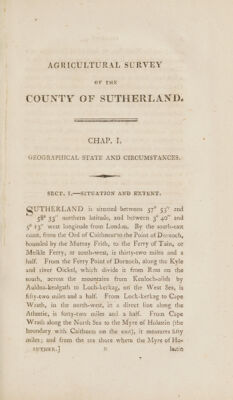 AGRICULTURAL SURVEY
OF THE
COUNTY OF SUTHERLAND.
CHAP. I.
GEOGRAPHICAL STATE AND CIRCUMSTANCES.
SECT. I.—SITUATION AND EXTENT.
SUTHERLAND is situated between 57° 53″ and
58° 33″ northern latitude, and between 3° 40″ and
5° 13″ west longitude from London. By the south-east
coast, from the Ord of Caithness to the Point of Dornoch,
bounded by the Murray Frith, to the Ferry of Tain, or
Meikle Ferry, to south-west, is thirty-two miles and a
half. From the Ferry Point of Dornoch, along the Kyle
and river Oickel, which divide it from Ross on the
south, across the mountains from Kenloch-aish by
to Loch-kerkag, on the West Sea, is
fifty-two miles and a half. From Lock-kerkag to Cape
Wrath, in the north-west, in a direct line along the
Atlantic, is forty-two miles and a half. From Cape
Wrath along the North Sea to the Myre of Holastin (the
boundary with Caithness on the east), it measures fifty
miles; and from the sea shore where the Myre of Ho-
SUTHER.] B lastin